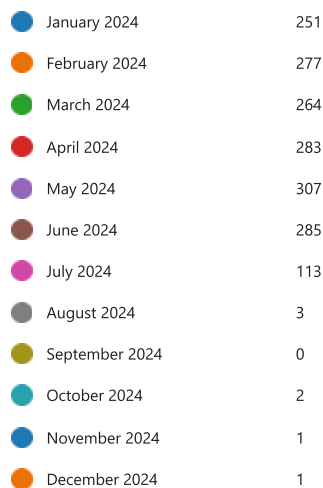 January 2024 251
February 2024 277
March 2024 264
April 2024 283
May 2024 307
June 2024 285
July 2024 113
August 2024 3
September 2024 0
October 2024 2
November 2024 1
December 2024 1